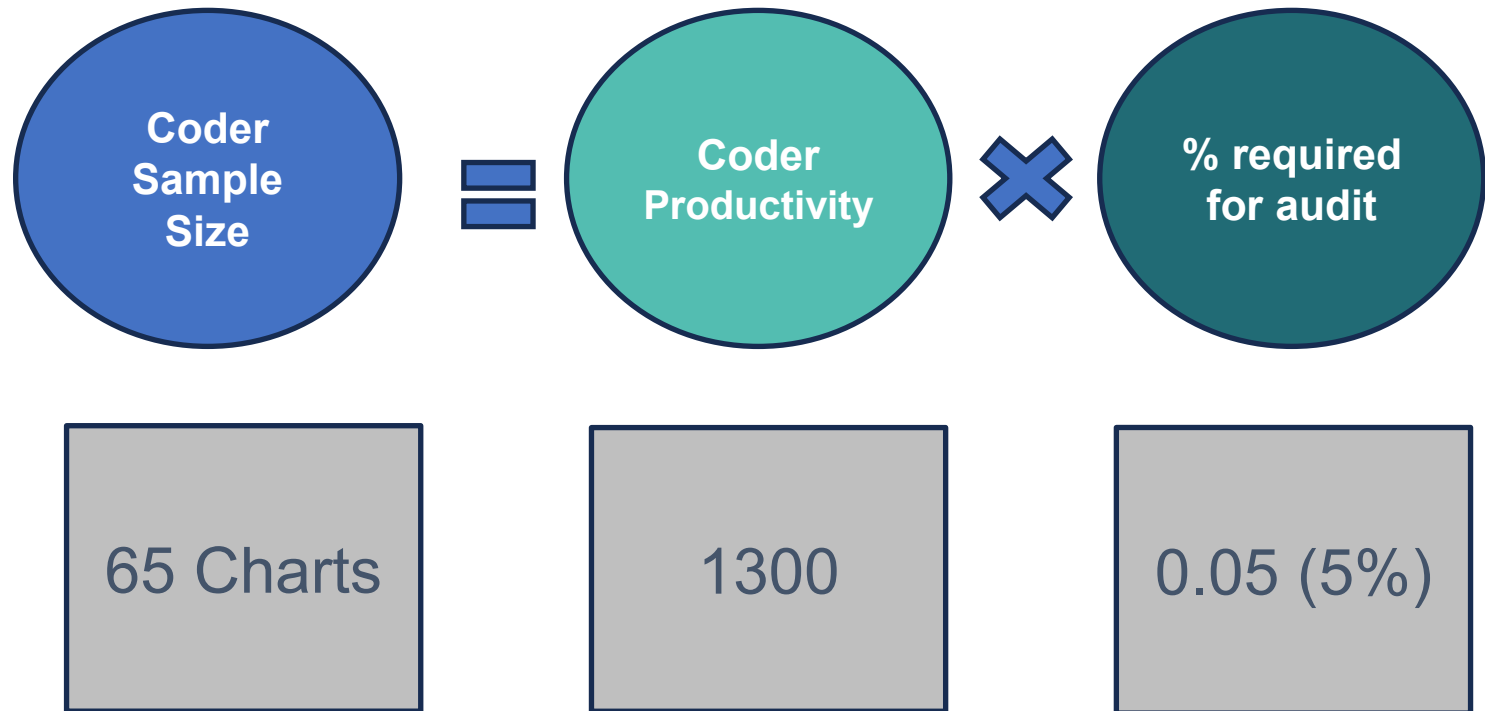 Coder
Sample
Size
Coder
Productivity
% required
for audit
65 Charts
1300
0.05 (5%)